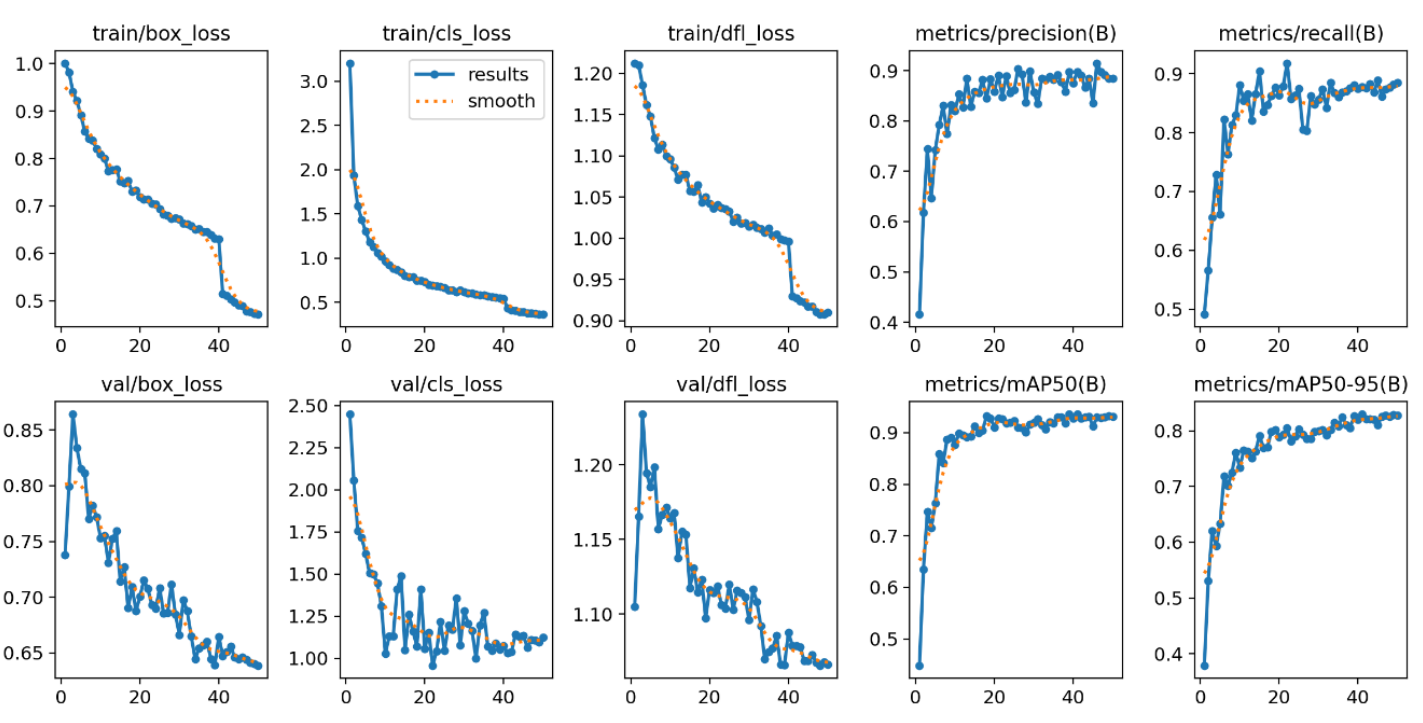 train/box_loss
1.0
0.9
0.8
0.7
0.6
0.5
0 20 40
train/cls_loss
results
smooth
3.0
2.5
2.0
1.5
1.0
0.5
0 20 40
train/dfl_loss
1.20
1.15
1.10
1.05
1.00
0.95
0.90
0 20 40
metrics/precision(B)
0.9
0.8
0.7
0.6
0.5
0.4
0 20 40
metrics/recall(B)
0.9
0.8
0.7
0.6
0.5
0 20 40
val/box_loss
0.85
0.80
0.75
0.70
0.65
0 20 40
val/cls_loss
2.50
2.25
2.00
1.75
1.50
1.25
1.00
0 20 40
val/dfl_loss
1.20
1.15
1.10
0 20 40
metrics/mAP50(B)
0.9
0.8
0.7
0.6
0.5
0 20 40
metrics/mAP50-95(B)
0.8
0.7
0.6
0.5
0.4
0 20 40